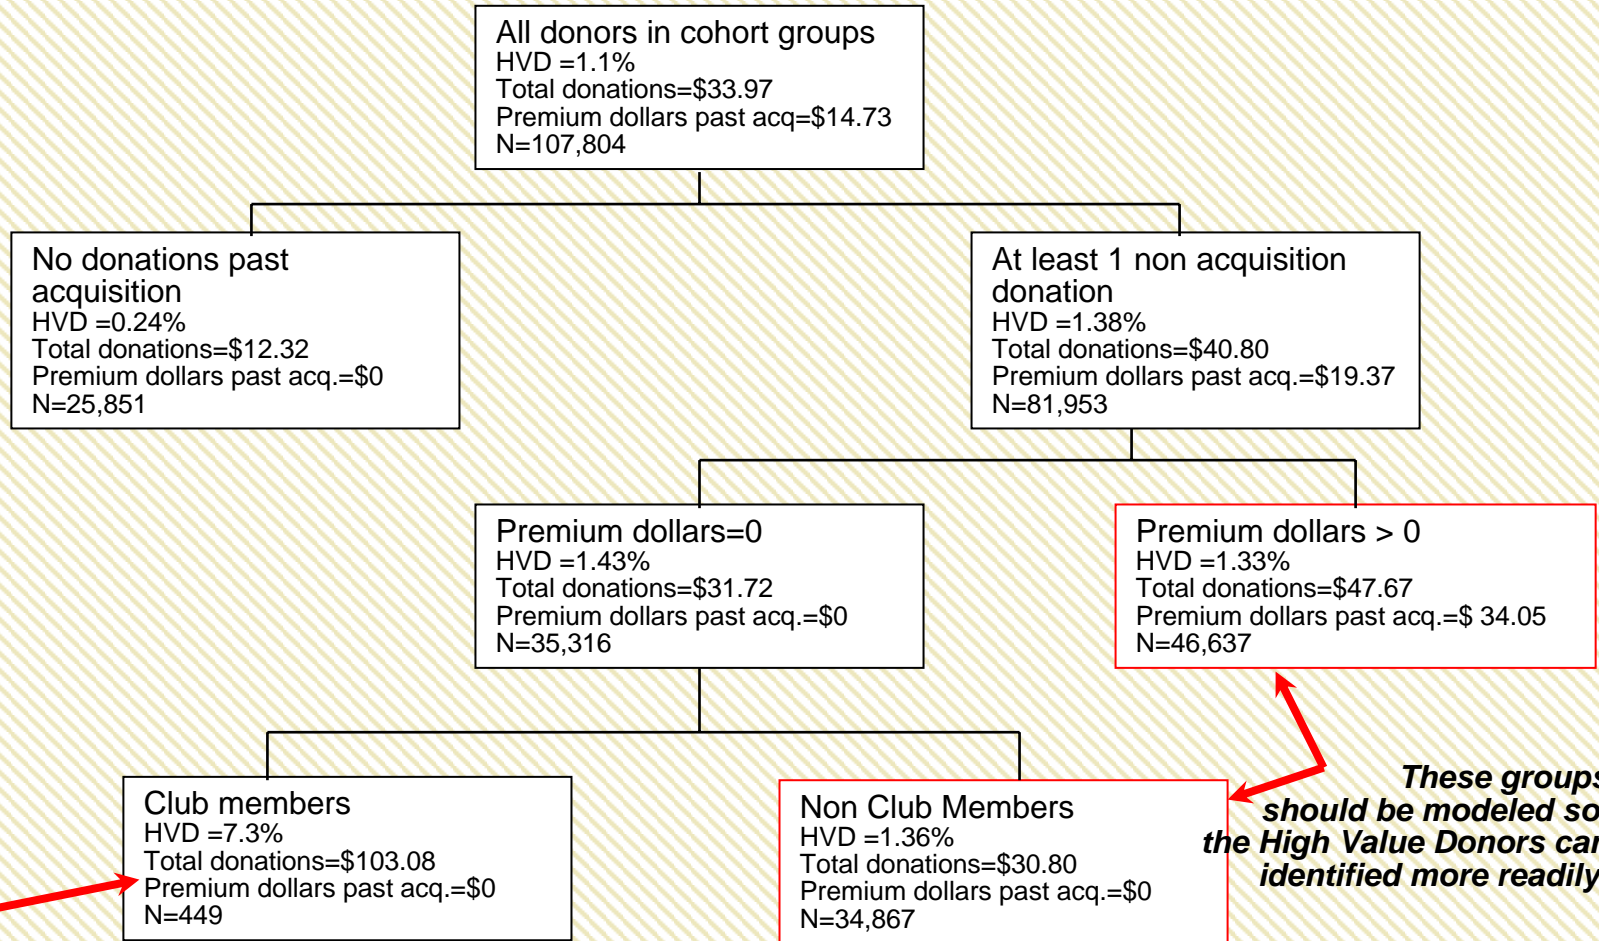 All donors in cohort groups
HVD =1.1%
Total donations=$33.97
Premium dollars past acq=$14.73
N=107,804
No donations past
acquisition
HVD =0.24%
Total donations=$12.32
Premium dollars past acq.=$0
N=25,851
At least 1 non acquisition
donation
HVD =1.38%
Total donations=$40.80
Premium dollars past acq.=$19.37
N=81,953
Premium dollars=0
HVD =1.43%
Total donations=$31.72
Premium dollars past acq.=$0
N=35,316
Premium dollars > 0
HVD =1.33%
Total donations=$47.67
Premium dollars past acq.=$ 34.05
N=46,637
Club members
HVD =7.3%
Total donations=$103.08
Premium dollars past acq.=$0
N=449
Non Club Members
HVD =1.36%
Total donations=$30.80
Premium dollars past acq.=$0
N=34,867
These groups
should be modeled so
the High Value Donors can
identified more readily